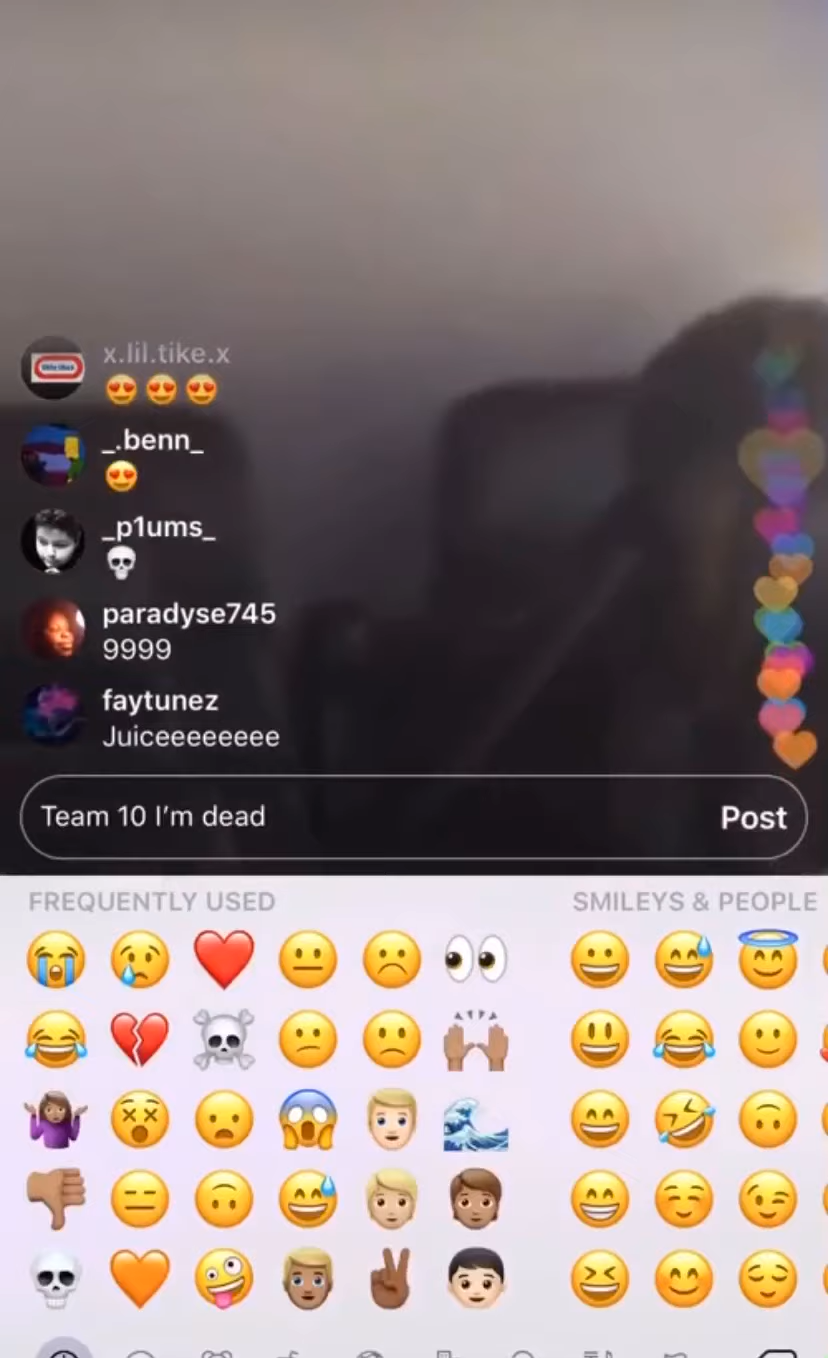 x.lil.tike.x
😍 😍 😍
_.benn_
😍
_p1ums_
💀
paradyse745
9999
faytunez
Juiceeeeeeee
Team 10 I’m dead
Post
FREQUENTLY USED
SMILEYS & PEOPLE